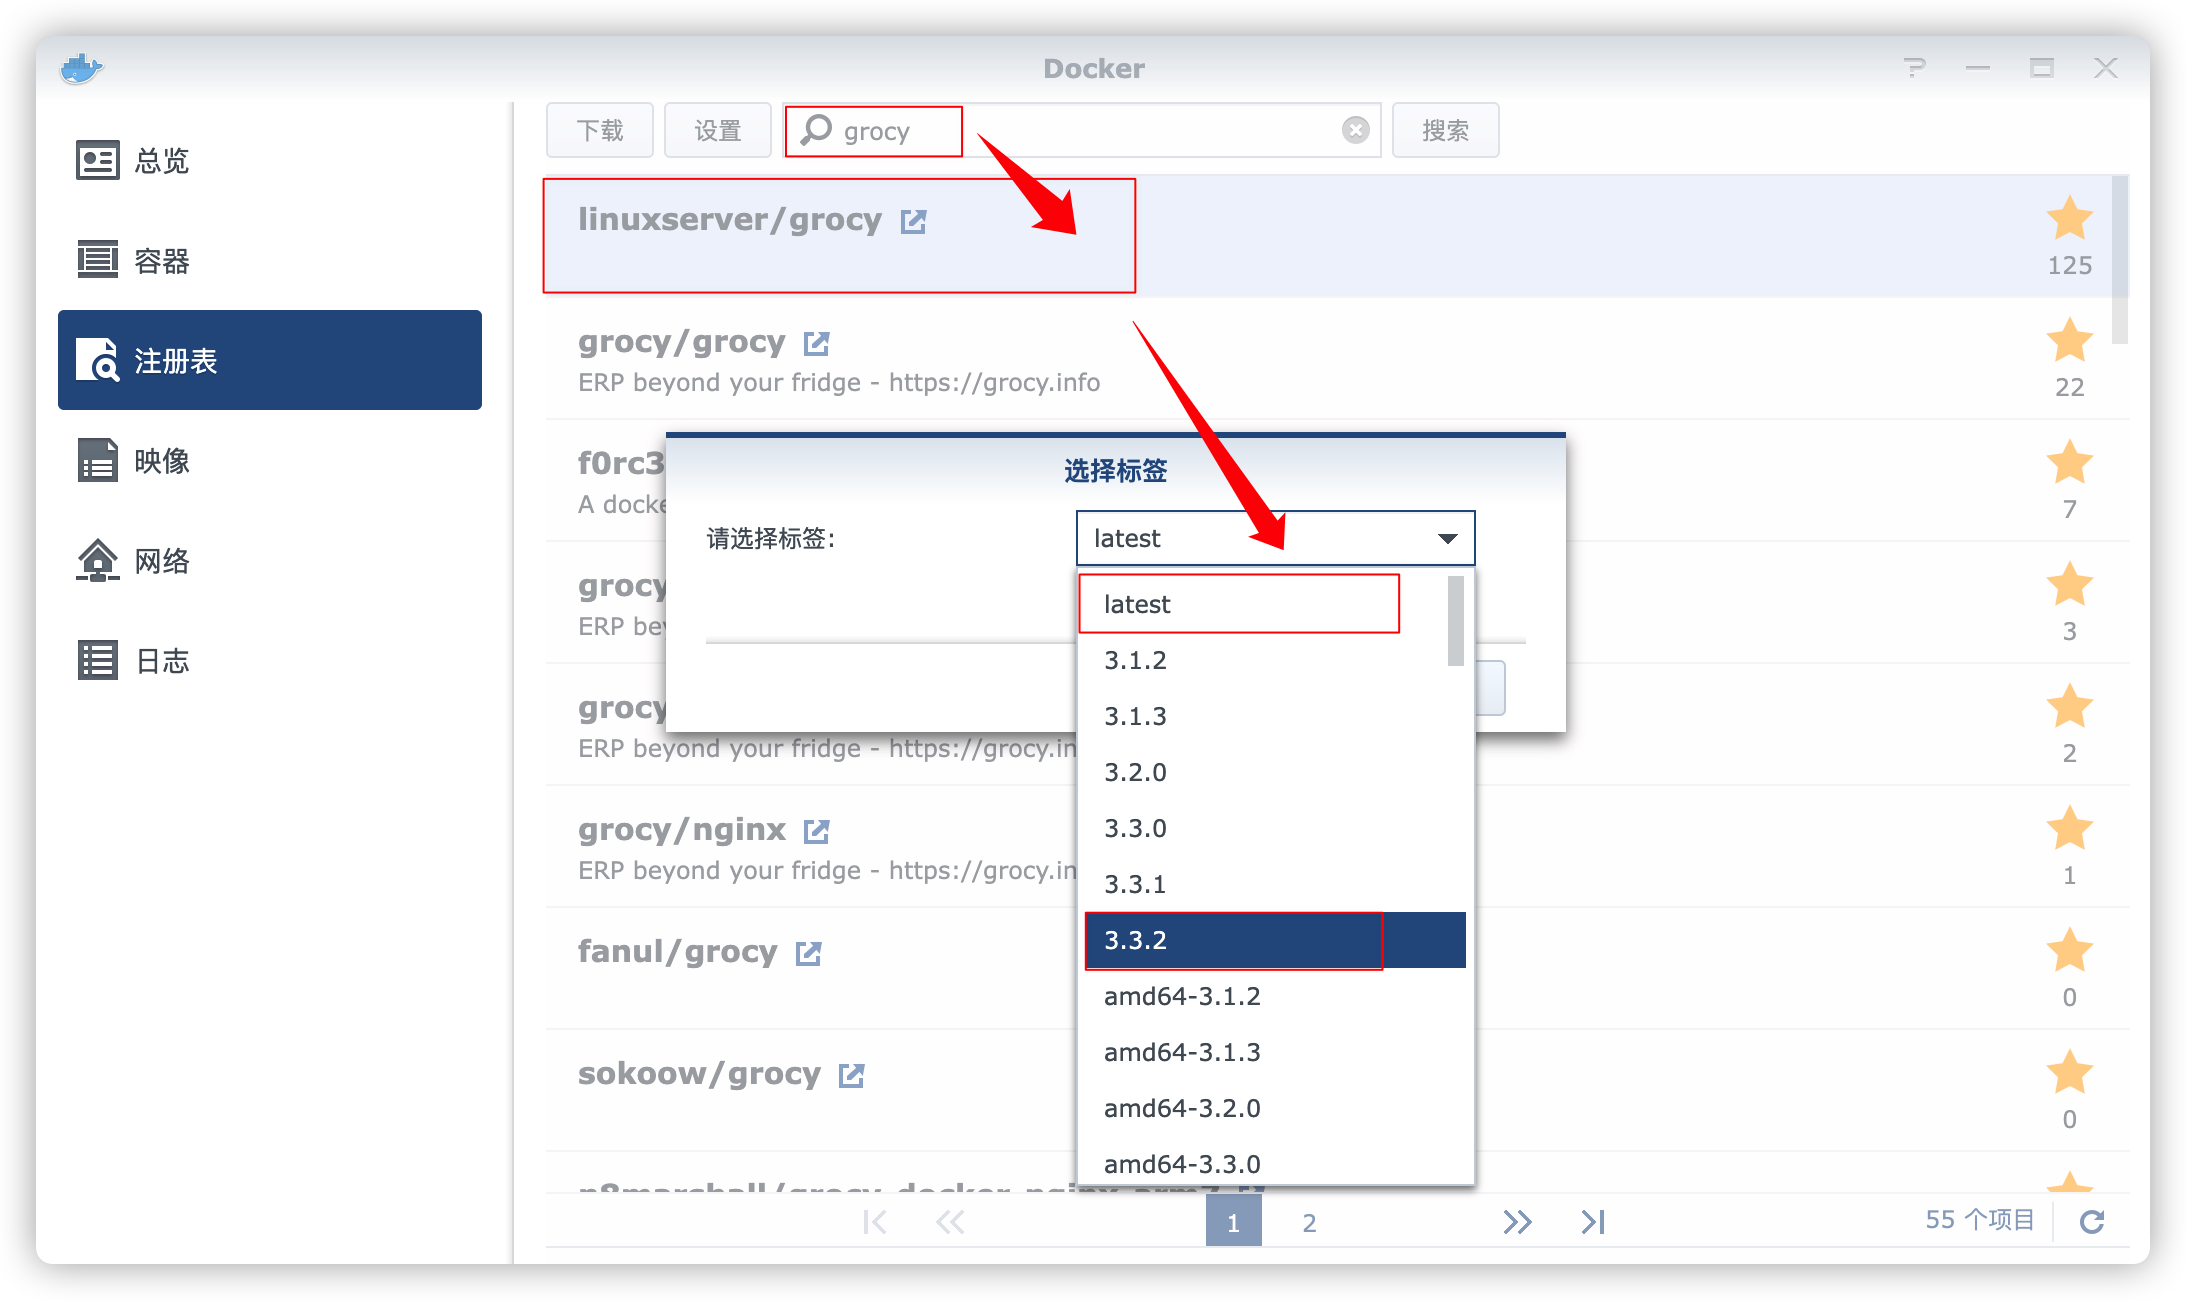 Docker
总览
容器
注册表
映像
网络
日志
下载
设置
grocy
搜索
linuxserver/grocy
125
grocy/grocy
ERP beyond your fridge - https://grocy.info
22
f0rc3
A docke
7
grocy
ERP bey
3
grocy
ERP beyond your fridge - https://grocy.in
2
grocy/nginx
ERP beyond your fridge - https://grocy.in
1
fanul/grocy
0
sokoow/grocy
0
n8marshall/grocy_docker_nginx_arm7
选择标签
请选择标签:
latest
latest
3.1.2
3.1.3
3.2.0
3.3.0
3.3.1
3.3.2
amd64-3.1.2
amd64-3.1.3
amd64-3.2.0
amd64-3.3.0
1
2
55 个项目